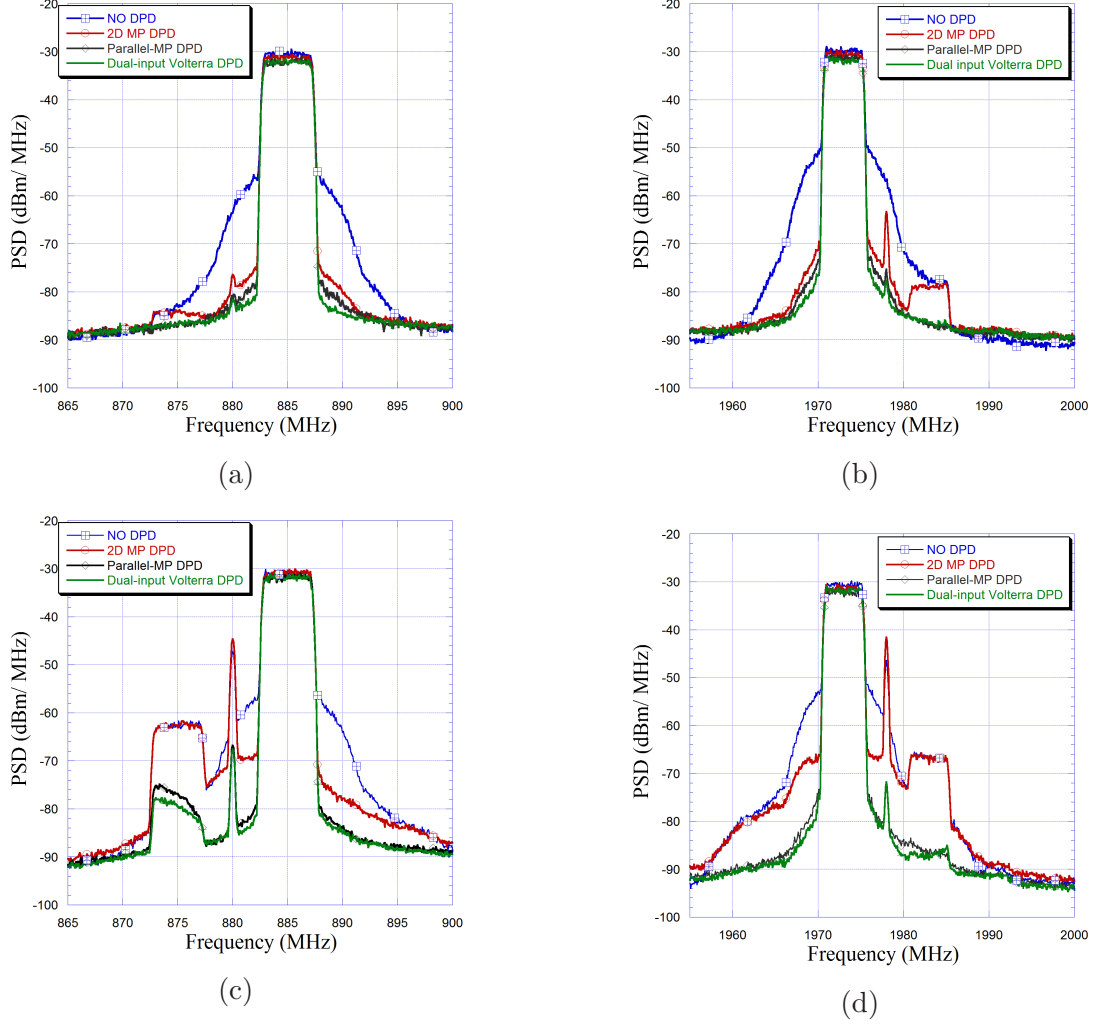 -20
-30
-40
-50
-60
-70
-80
-90
-100
PSD (dBm/ MHz)
NO DPD
2D MP DPD
Parallel-MP DPD
Dual-input Volterra DPD
865 870 875 880 885 890 895 900
Frequency (MHz)
(a)
-20
-30
-40
-50
-60
-70
-80
-90
-100
PSD (dBm/ MHz)
NO DPD
2D MP DPD
Parallel-MP DPD
Dual input Volterra DPD
1960 1970 1980 1990 2000
Frequency (MHz)
(b)
-20
-30
-40
-50
-60
-70
-80
-90
-100
PSD (dBm/ MHz)
NO DPD
2D MP DPD
Parallel-MP DPD
Dual-input Volterra DPD
865 870 875 880 885 890 895 900
Frequency (MHz)
(c)
-20
-30
-40
-50
-60
-70
-80
-90
-100
PSD (dBm/ MHz)
NO DPD
2D MP DPD
Parallel-MP DPD
Dual-input Volterra DPD
1960 1970 1980 1990 2000
Frequency (MHz)
(d)